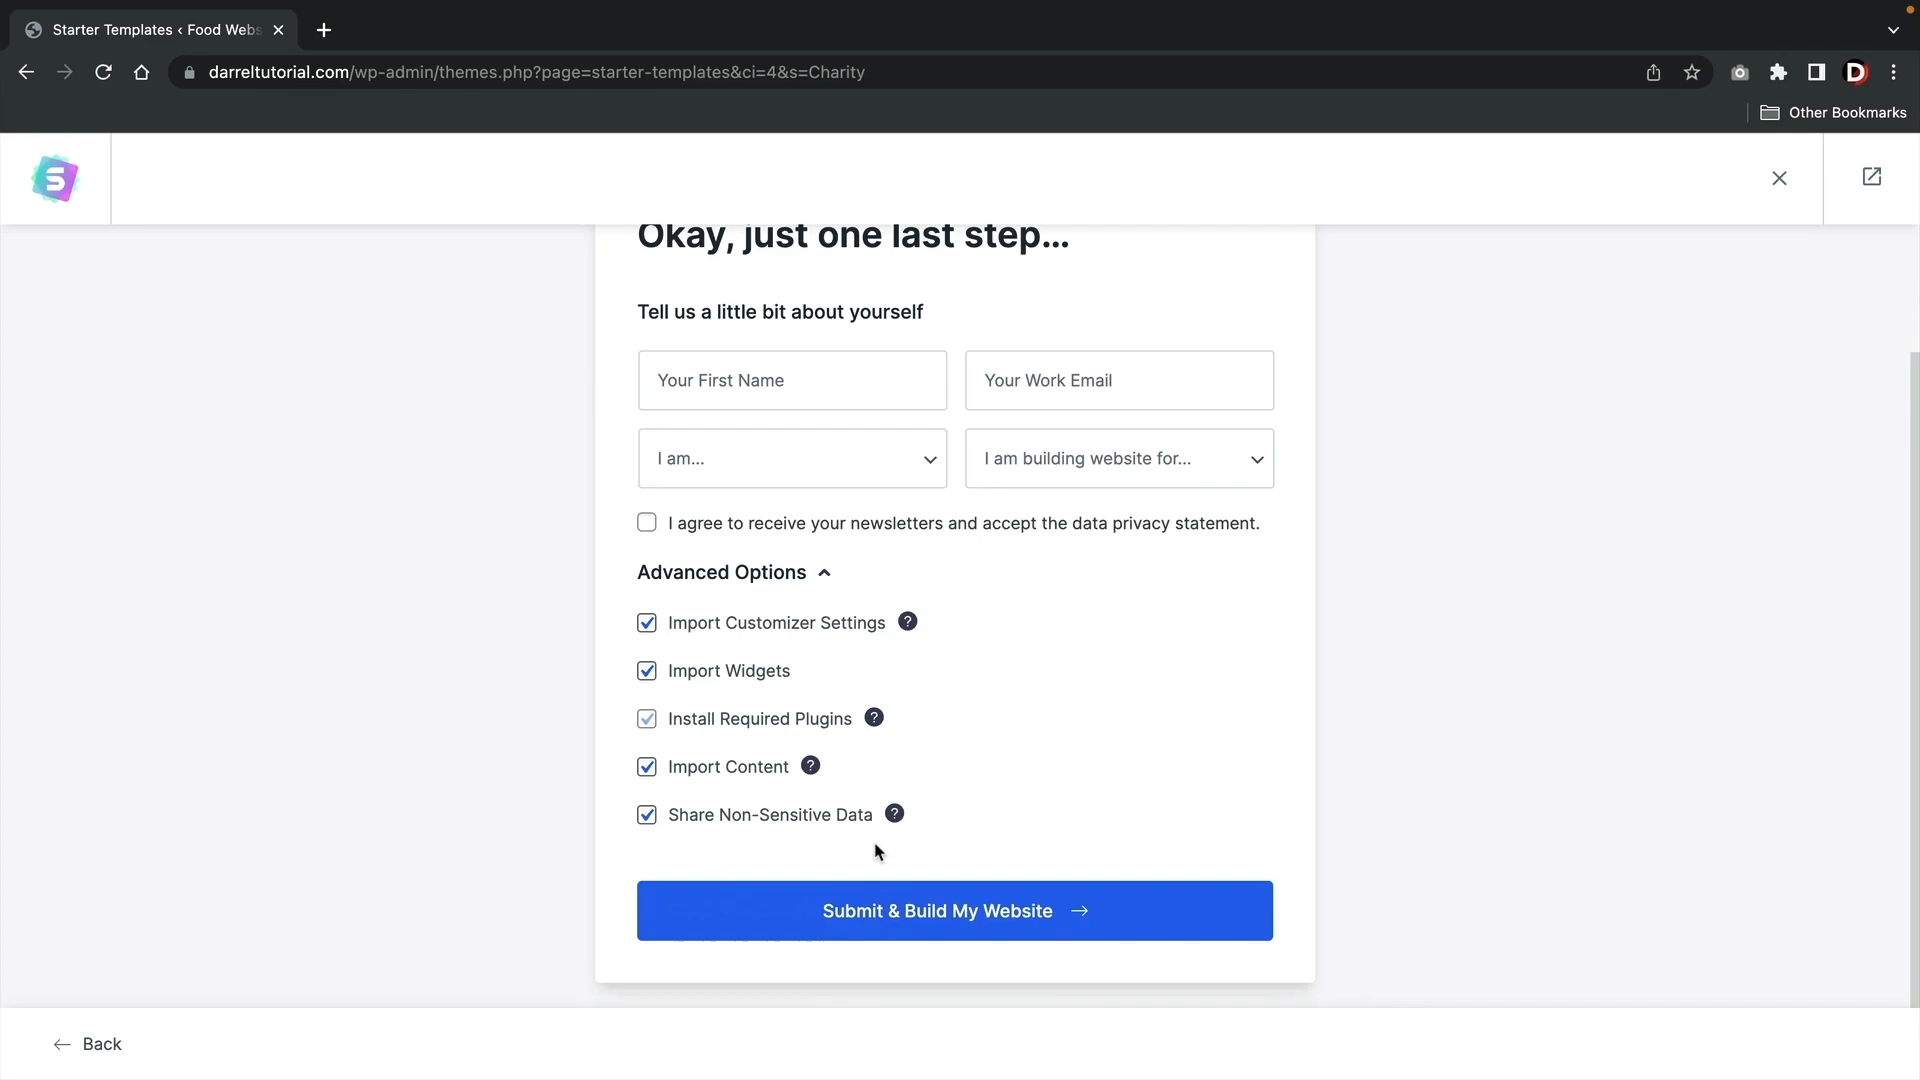 Starter Templates ‹ Food Webs
darreltutorial.com/wp-admin/themes.php?page=starter-templates&ci=4&s=Charity
D
Other Bookmarks
S
Okay, just one last step...
Tell us a little bit about yourself
Your First Name
Your Work Email
I am...
I am building website for...
I agree to receive your newsletters and accept the data privacy statement.
Advanced Options
Import Customizer Settings ?
Import Widgets
Install Required Plugins ?
Import Content ?
Share Non-Sensitive Data ?
Submit & Build My Website →
← Back